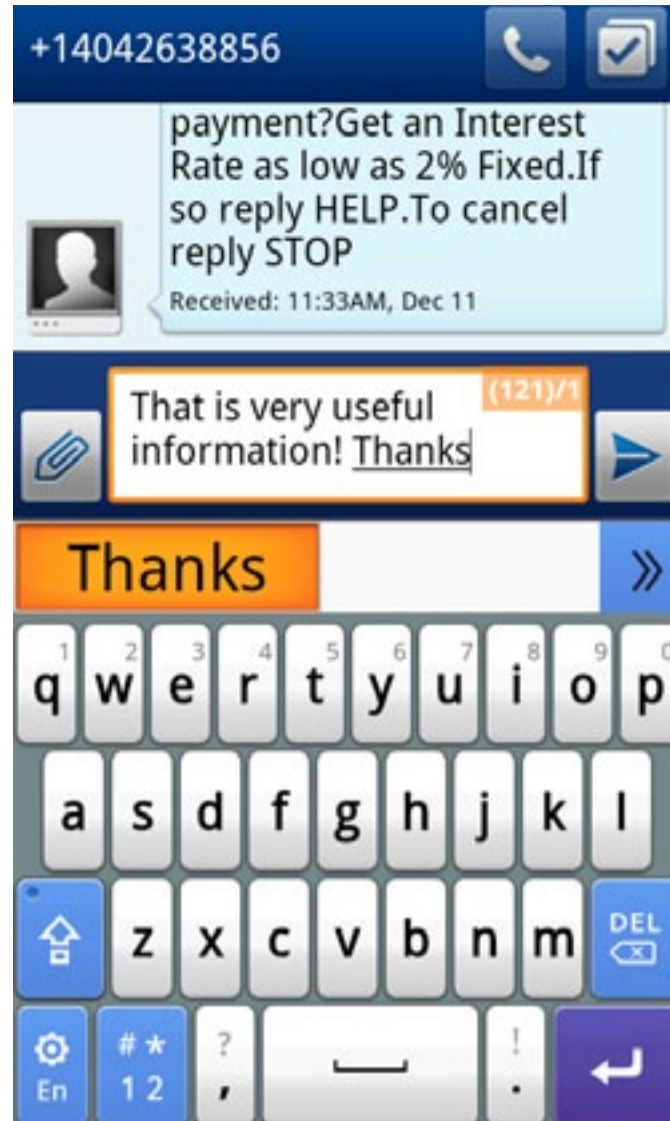 +14042638856
payment?Get an Interest
Rate as low as 2% Fixed.If
so reply HELP.To cancel
reply STOP
Received: 11:33AM, Dec 11
(121)/1
That is very useful
information! Thanks
Thanks
1 2 3 4 5 6 7 8 9 0
q w e r t y u i o p
a s d f g h j k l
z x c v b n m DEL
# * ? !
En 1 2 , .